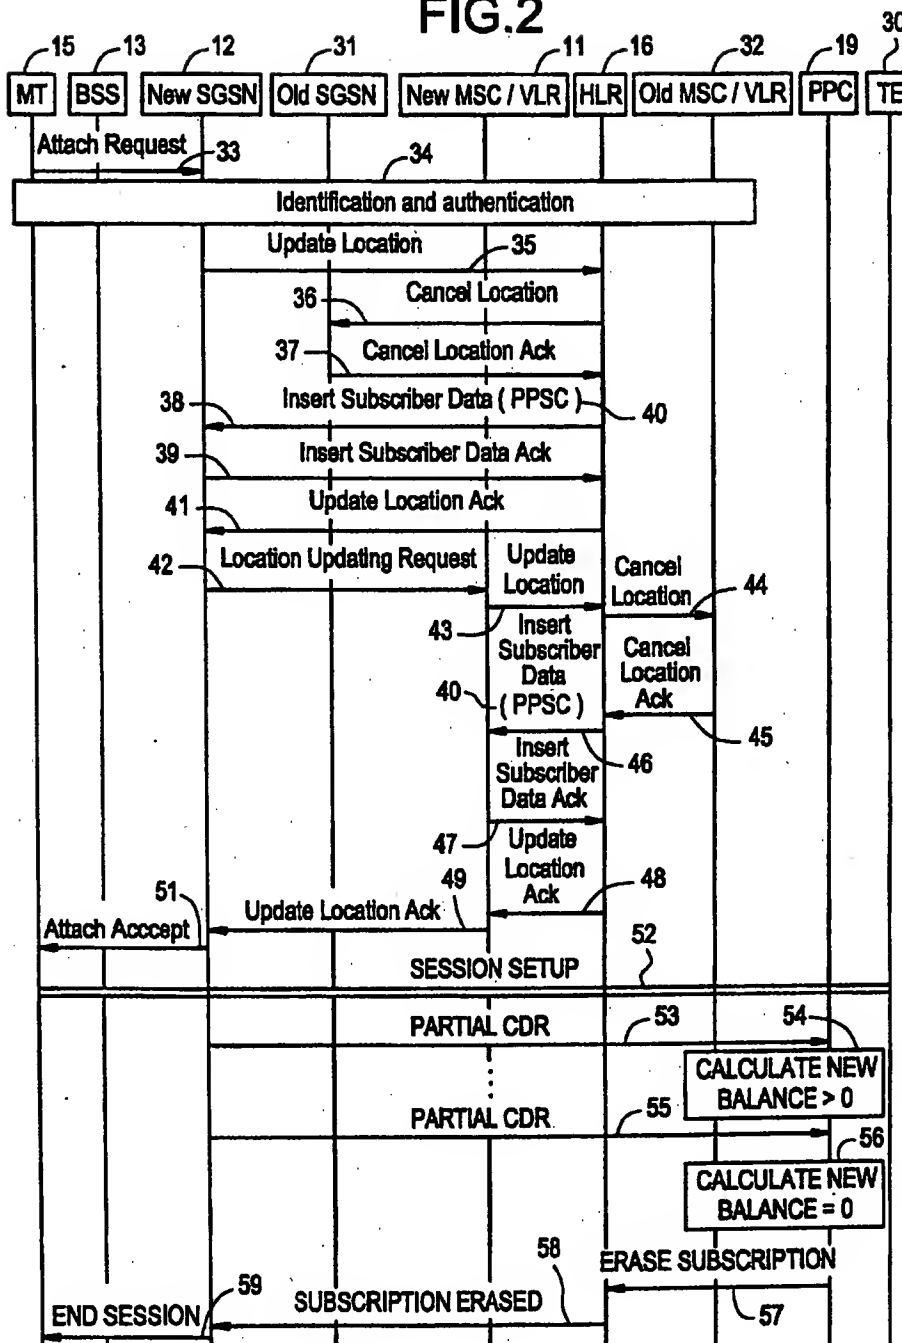 FIG.2
15 13 12 31 11 16 32 19 30
MT BSS New SGSN Old SGSN New MSC / VLR HLR Old MSC / VLR PPC TE
Attach Request
33
34
Identification and authentication
Update Location
35
36 Cancel Location
37 Cancel Location Ack
38 Insert Subscriber Data ( PPSC ) 40
39 Insert Subscriber Data Ack
41 Update Location Ack
42 Location Updating Request
Update
Location
43
Cancel
Location
44
Insert
Subscriber
Data
40 ( PPSC )
46
Cancel
Location
Ack
45
Insert
Subscriber
Data Ack
47
Update
Location
Ack
48
49
Update Location Ack
51
Attach Acccept
SESSION SETUP 52
PARTIAL CDR 53
54
CALCULATE NEW
BALANCE > 0
PARTIAL CDR 55
56
CALCULATE NEW
BALANCE = 0
ERASE SUBSCRIPTION
57
58
SUBSCRIPTION ERASED
59
END SESSION